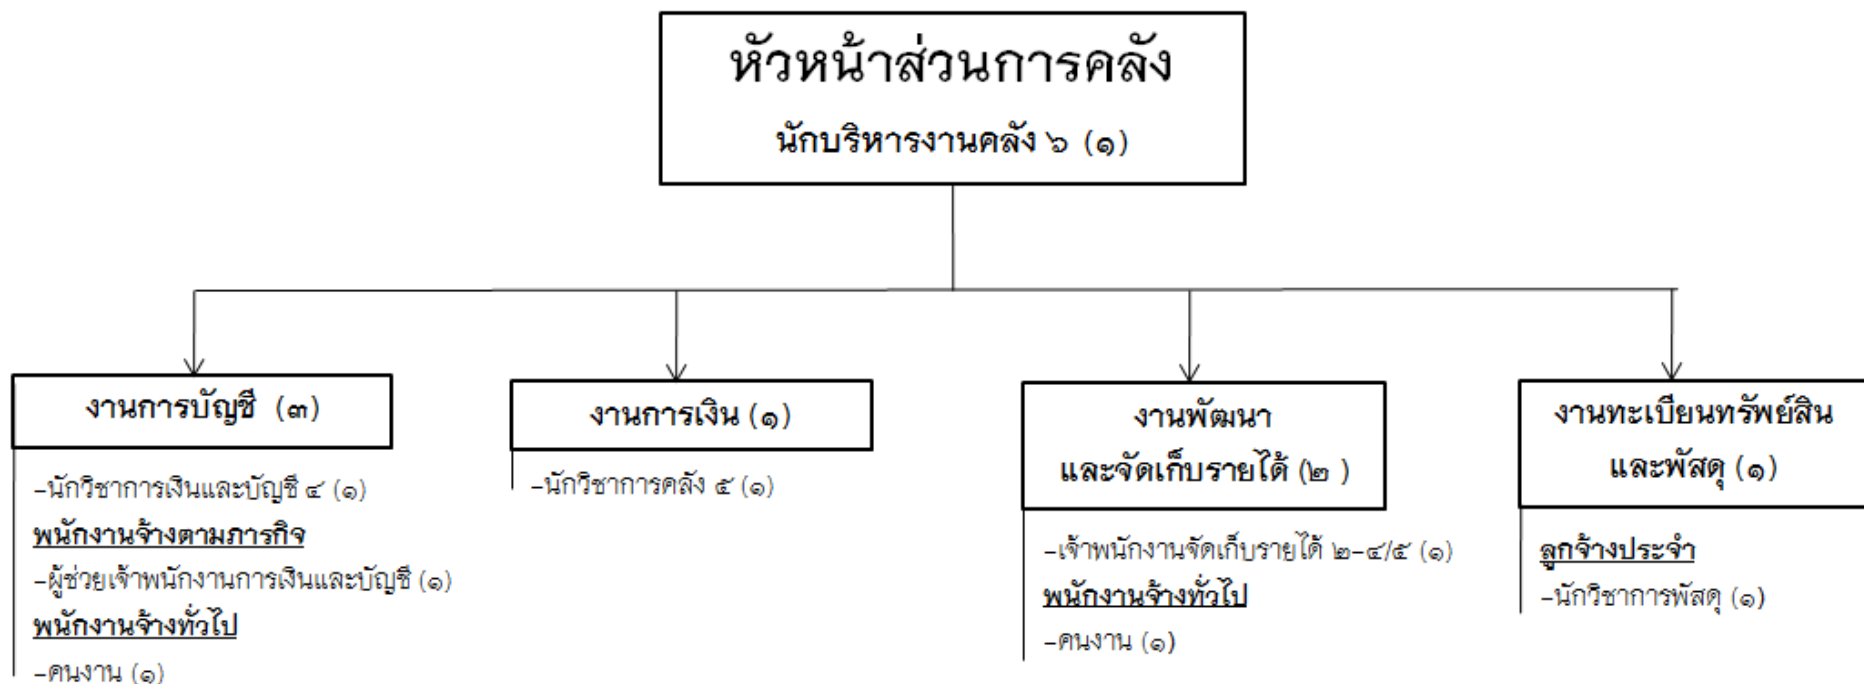 หัวหน้าส่วนการคลัง
นักบริหารงานคลัง ๖ (๑)
งานการบัญชี (๓)
-นักวิชาการเงินและบัญชี ๔ (๑)
พนักงานจ้างตามภารกิจ
-ผู้ช่วยเจ้าพนักงานการเงินและบัญชี (๑)
พนักงานจ้างทั่วไป
-คนงาน (๑)
งานการเงิน (๑)
-นักวิชาการคลัง ๕ (๑)
งานพัฒนา
และจัดเก็บรายได้ (๒ )
-เจ้าพนักงานจัดเก็บรายได้ ๒-๔/๕ (๑)
พนักงานจ้างทั่วไป
-คนงาน (๑)
งานทะเบียนทรัพย์สิน
และพัสดุ (๑)
ลูกจ้างประจำ
-นักวิชาการพัสดุ (๑)